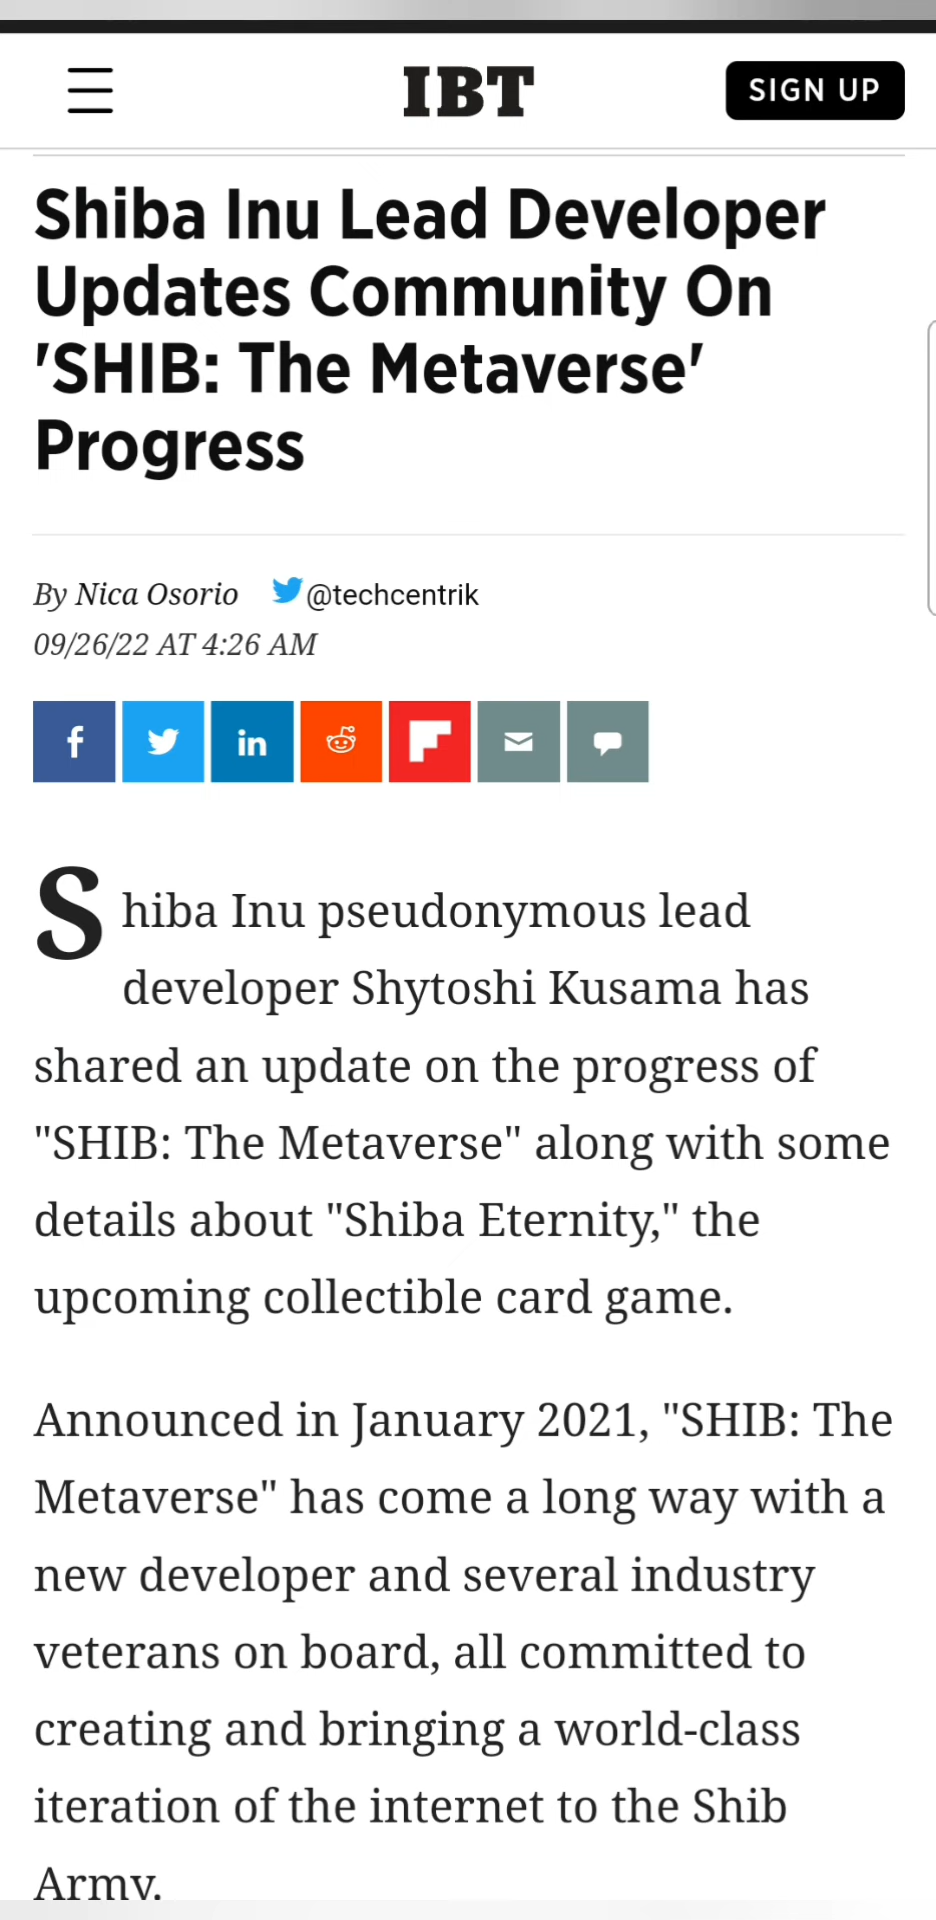 IBT
SIGN UP
Shiba Inu Lead Developer
Updates Community On
'SHIB: The Metaverse'
Progress
By Nica Osorio @techcentrik
09/26/22 AT 4:26 AM
f
in
Shiba Inu pseudonymous lead
developer Shytoshi Kusama has
shared an update on the progress of
"SHIB: The Metaverse" along with some
details about "Shiba Eternity," the
upcoming collectible card game.
Announced in January 2021, "SHIB: The
Metaverse" has come a long way with a
new developer and several industry
veterans on board, all committed to
creating and bringing a world-class
iteration of the internet to the Shib
Army.